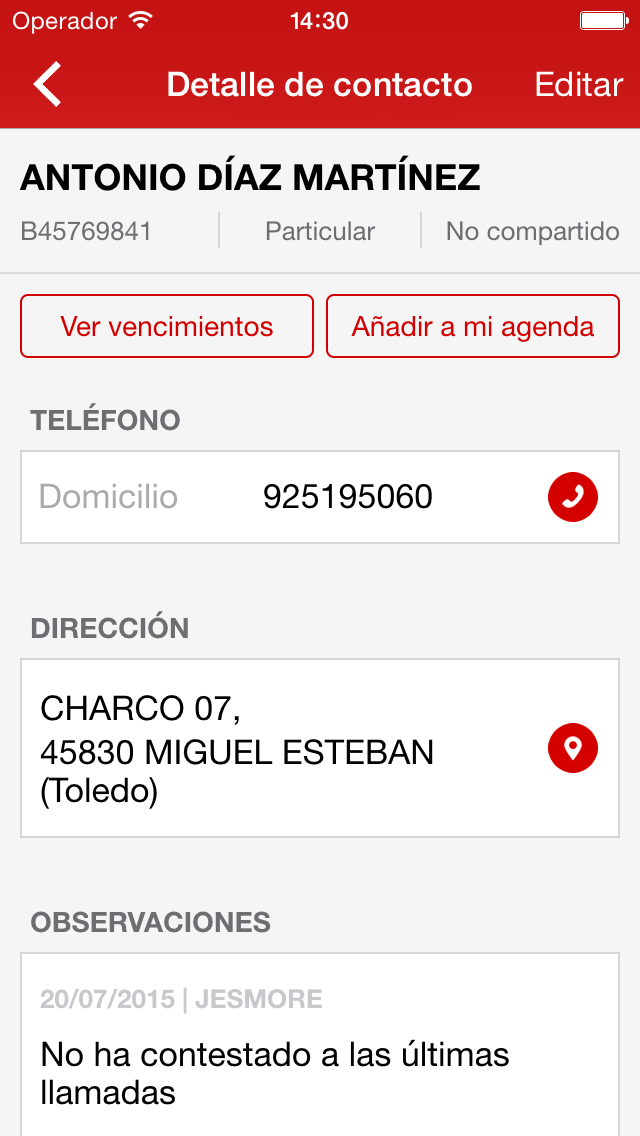 Operador 14:30
Detalle de contacto Editar
ANTONIO DÍAZ MARTÍNEZ
B45769841 Particular No compartido
Ver vencimientos Añadir a mi agenda
TELÉFONO
Domicilio 925195060
DIRECCIÓN
CHARCO 07,
45830 MIGUEL ESTEBAN
(Toledo)
OBSERVACIONES
20/07/2015 | JESMORE
No ha contestado a las últimas
llamadas